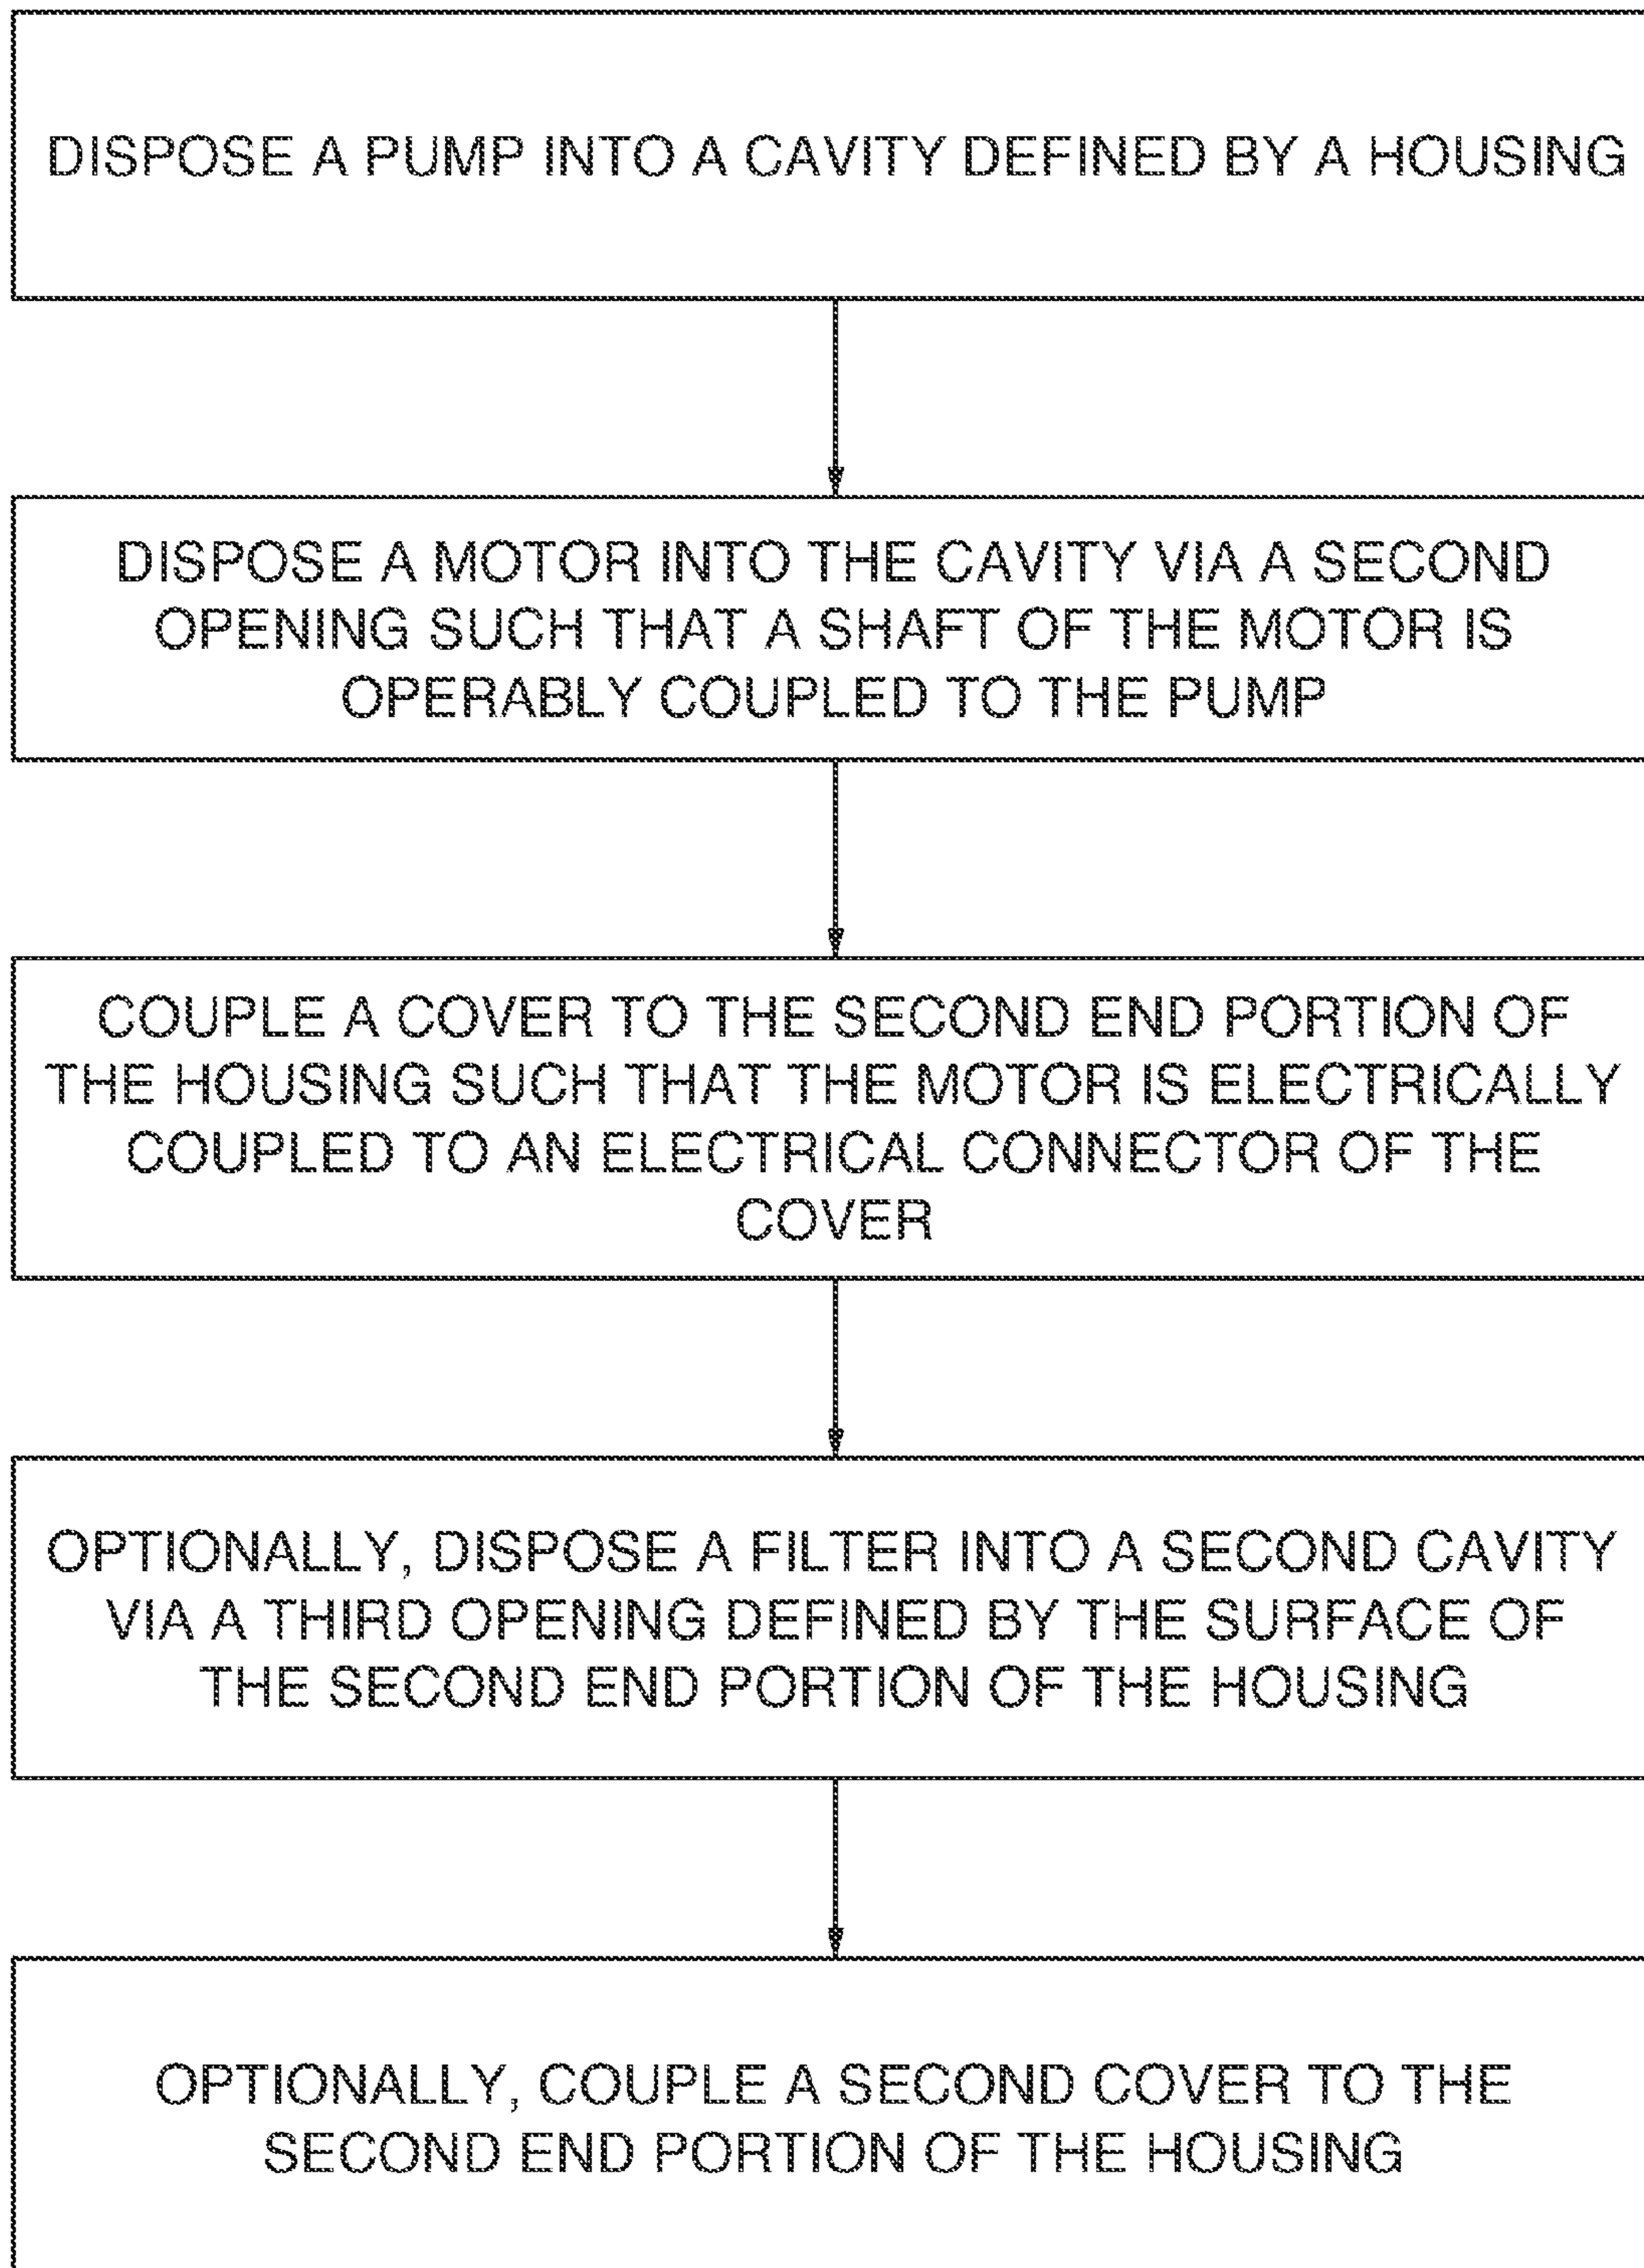 DISPOSE A PUMP INTO A CAVITY DEFINED BY A HOUSING
DISPOSE A MOTOR INTO THE CAVITY VIA A SECOND
OPENING SUCH THAT A SHAFT OF THE MOTOR IS
OPERABLY COUPLED TO THE PUMP
COUPLE A COVER TO THE SECOND END PORTION OF
THE HOUSING SUCH THAT THE MOTOR IS ELECTRICALLY
COUPLED TO AN ELECTRICAL CONNECTOR OF THE
COVER
OPTIONALLY, DISPOSE A FILTER INTO A SECOND CAVITY
VIA A THIRD OPENING DEFINED BY THE SURFACE OF
THE SECOND END PORTION OF THE HOUSING
OPTIONALLY, COUPLE A SECOND COVER TO THE
SECOND END PORTION OF THE HOUSING